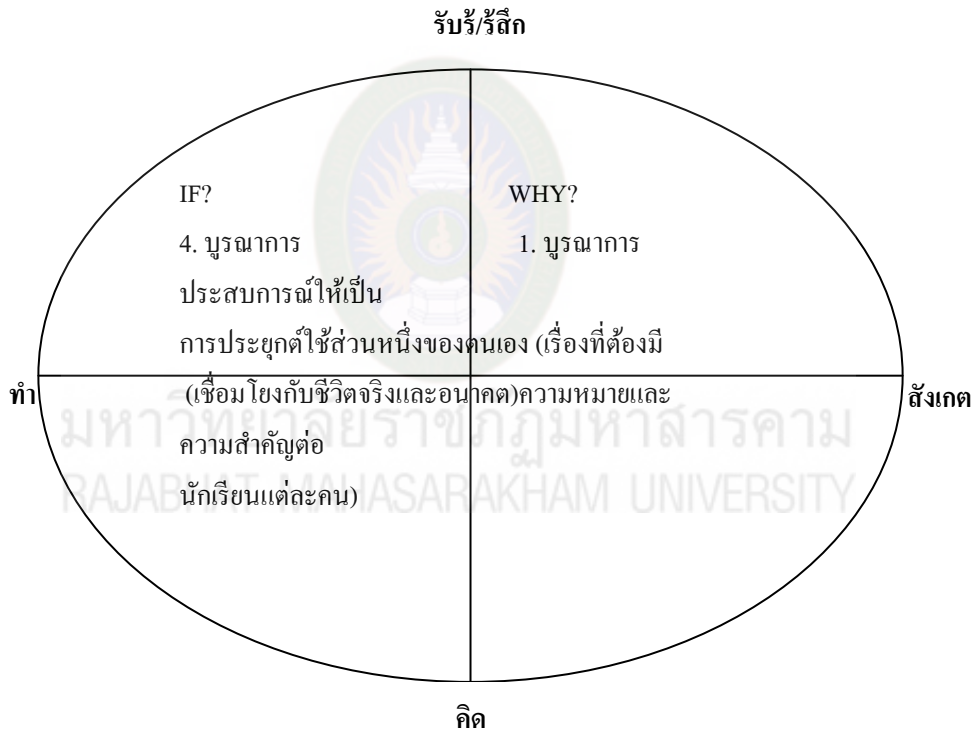 รับรู้/รู้สึก
IF? WHY?
4. บูรณาการ 1. บูรณาการ
ประสบการณ์ให้เป็น
การประยุกต์ใช้ส่วนหนึ่งของตนเอง (เรื่องที่ต้องมี
(เชื่อมโยงกับชีวิตจริงและอนาคต)ความหมายและ
ทำ สังเกต
มหาวิทยาลัยราชภัฏมหาสารคาม
ความสำคัญต่อ
RAJABHAT MAHASARAKHAM UNIVERSITY
นักเรียนแต่ละคน)
คิด